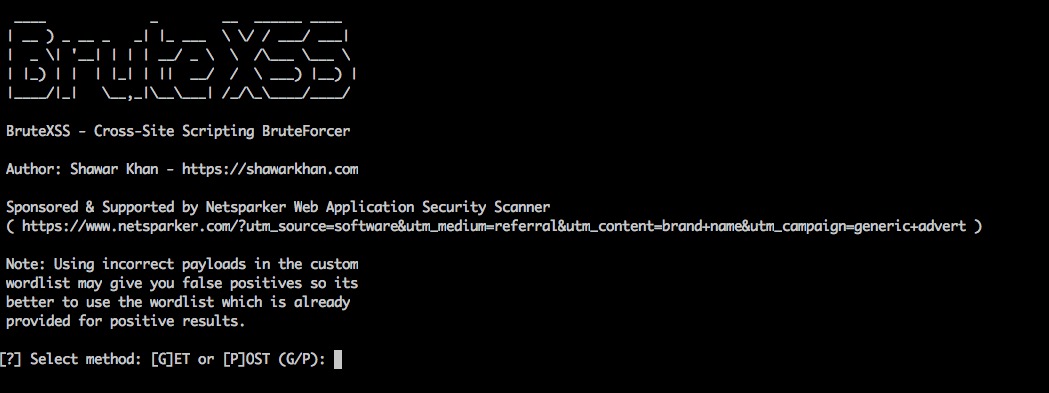 BruteXSS
BruteXSS - Cross-Site Scripting BruteForcer
Author: Shawar Khan - https://shawarkhan.com
Sponsored & Supported by Netsparker Web Application Security Scanner
( https://www.netsparker.com/?utm_source=software&utm_medium=referral&utm_content=brand+name&utm_campaign=generic+advert )
Note: Using incorrect payloads in the custom
wordlist may give you false positives so its
better to use the wordlist which is already
provided for positive results.
[?] Select method: [G]ET or [P]OST (G/P):